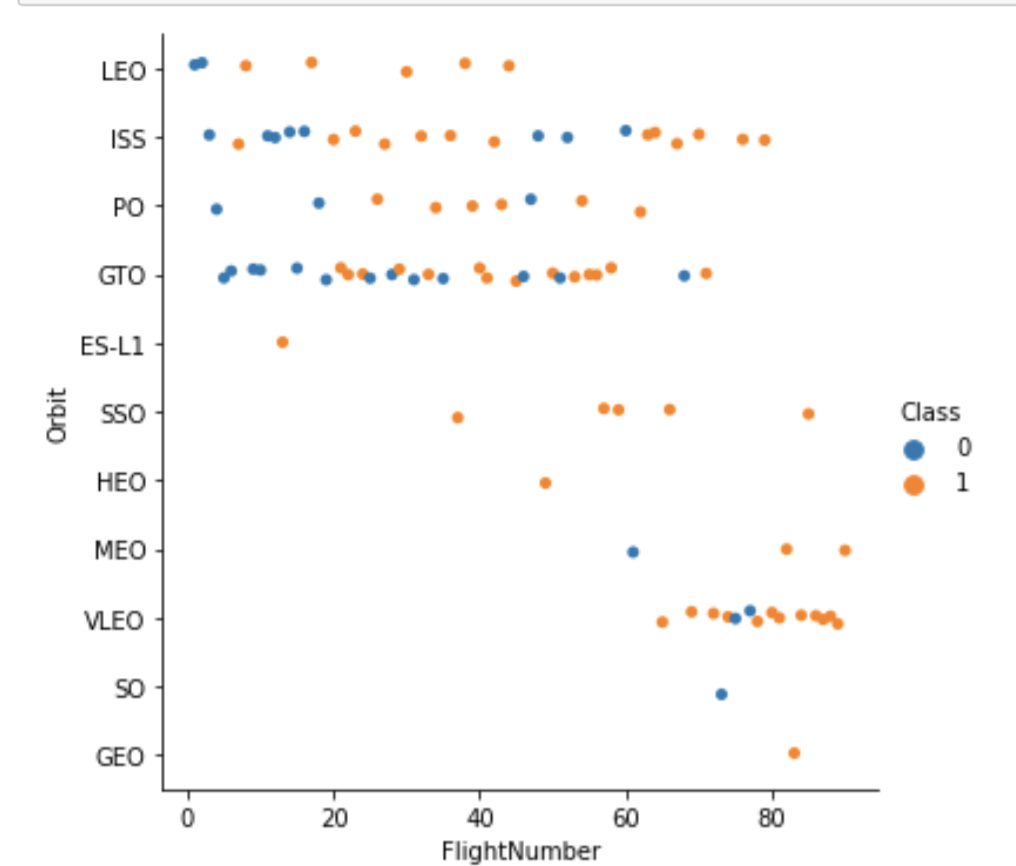 LEO
ISS
PO
GTO
ES-L1
SSO
HEO
MEO
VLEO
SO
GEO
Orbit
0 20 40 60 80
FlightNumber
Class
0
1